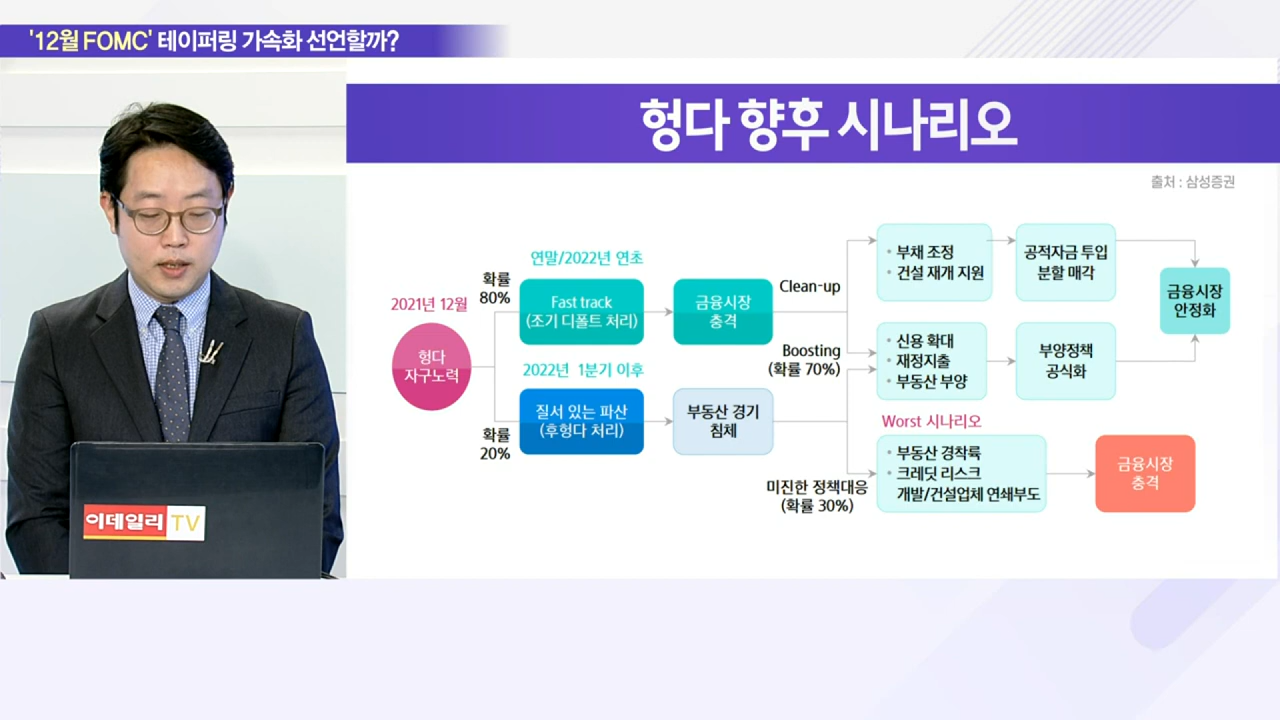 '12월 FOMC' 테이퍼링 가속화 선언할까?
헝다 향후 시나리오
출처 : 삼성증권
2021년 12월
헝다
자구노력
확률
80%
연말/2022년 연초
Fast track
(조기 디폴트 처리)
금융시장
충격
Clean-up
• 부채 조정
• 건설 재개 지원
공적자금 투입
분할 매각
금융시장
안정화
Boosting
(확률 70%)
• 신용 확대
• 재정지출
• 부동산 부양
부양정책
공식화
확률
20%
2022년 1분기 이후
질서 있는 파산
(후헝다 처리)
부동산 경기
침체
미진한 정책대응
(확률 30%)
Worst 시나리오
• 부동산 경착륙
• 크레딧 리스크
개발/건설업체 연쇄부도
금융시장
충격
이데일리 TV